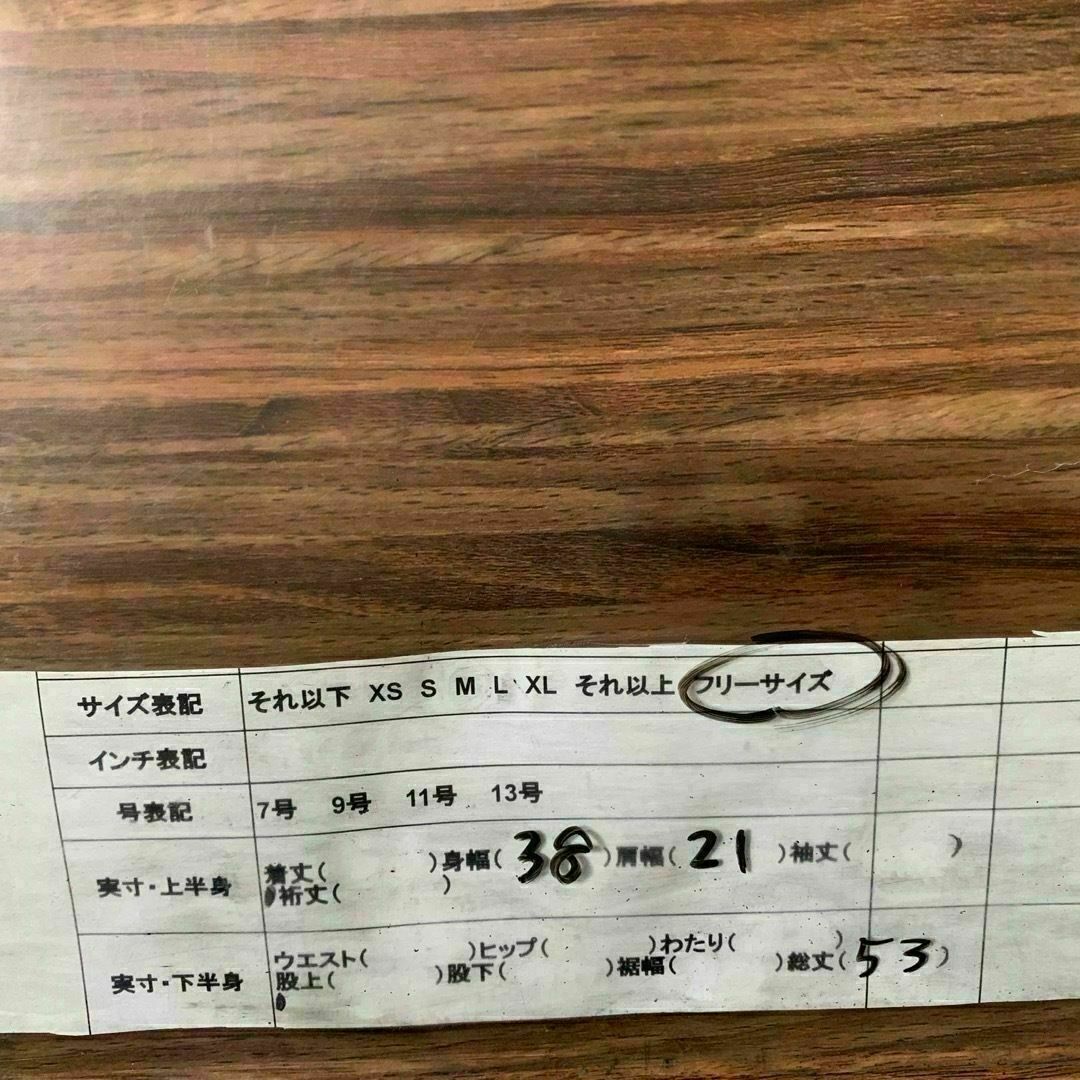 サイズ表記 それ以下 XS S M L XL それ以上 フリーサイズ
インチ表記
号表記 7号 9号 11号 13号
実寸・上半身 着丈( )身幅( 38 )肩幅( 21 )袖丈( )
裄丈( )
実寸・下半身 ウエスト( )ヒップ( )わたり( )
股上( )股下( )裾幅( )総丈( 53 )